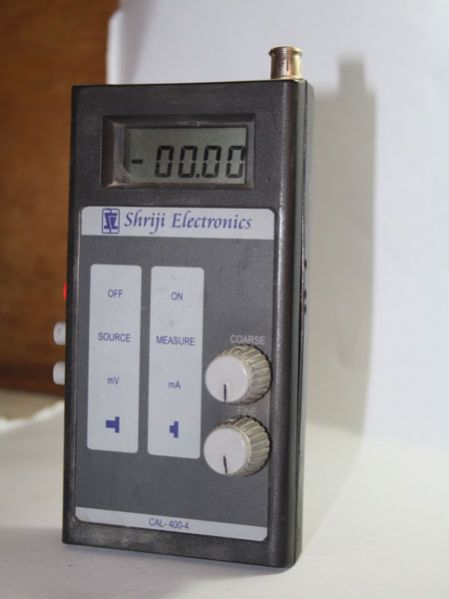 - 00.00
Shriji Electronics
OFF ON
SOURCE MEASURE
mV mA
COARSE
FINE
CAL-400-4